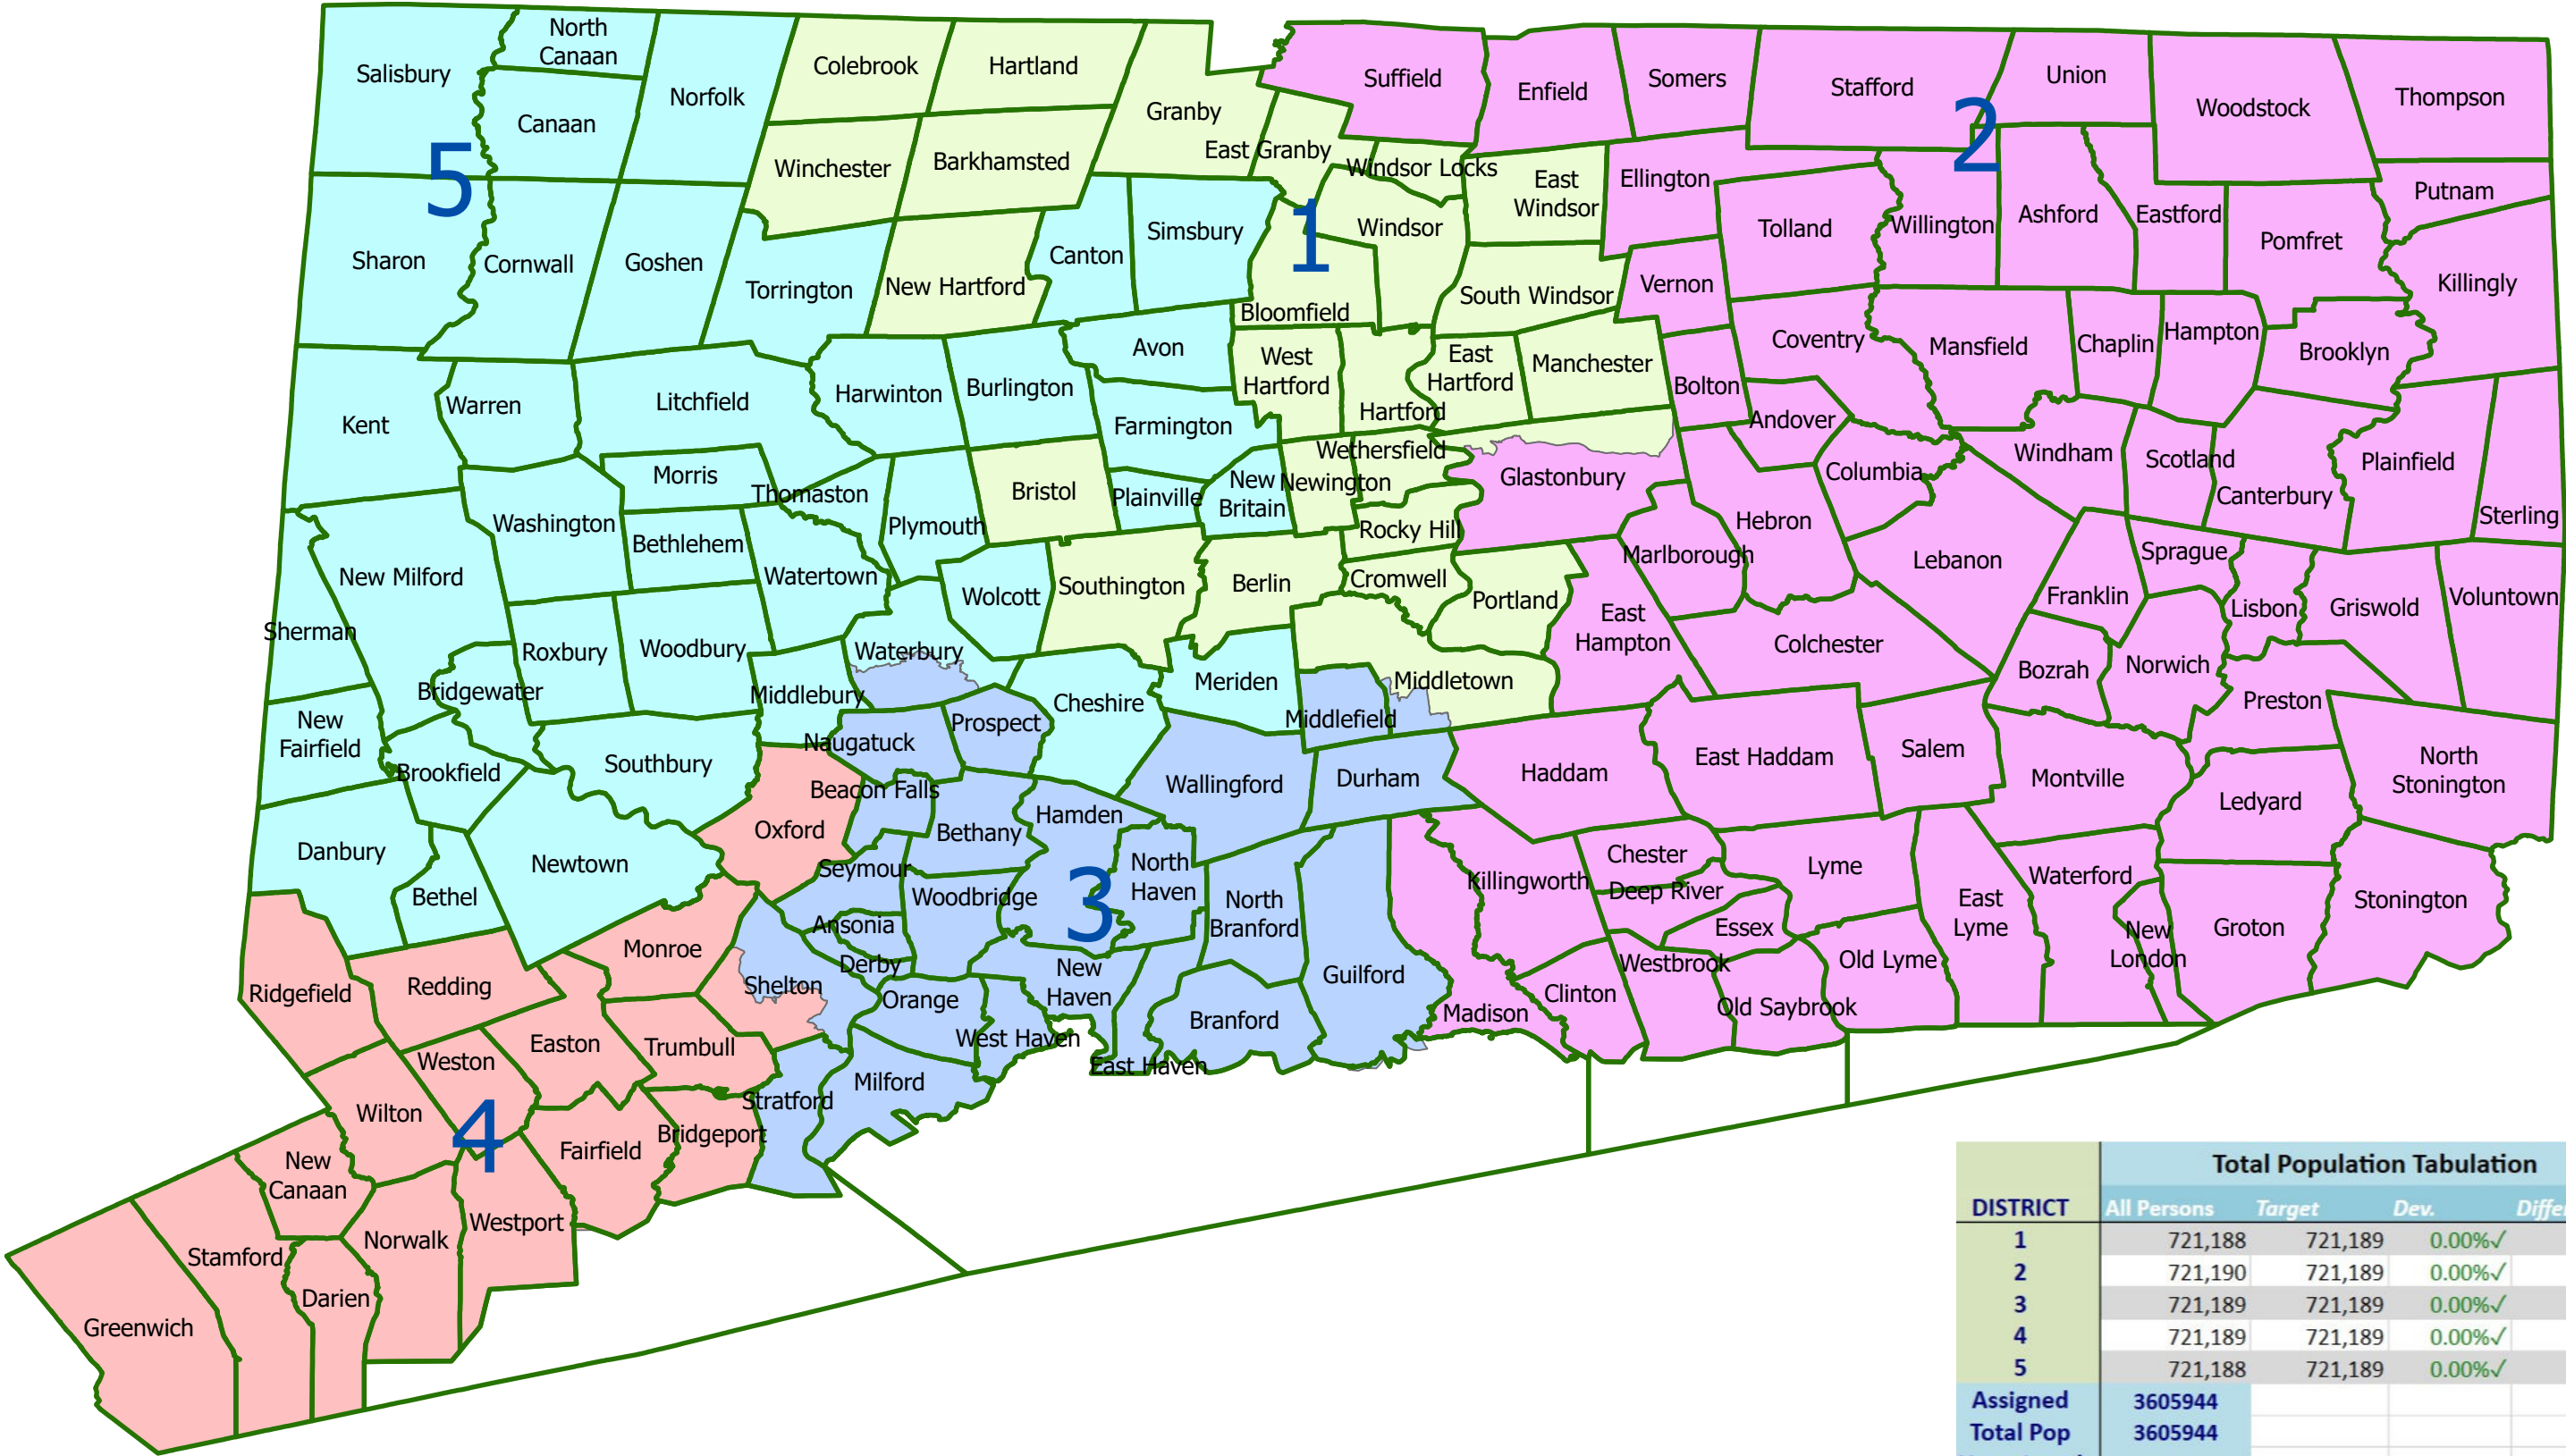 North
Canaan
Salisbury
Canaan
Norfolk
Colebrook
Hartland
Granby
Suffield
Enfield
Somers
Stafford
Union
Woodstock
Thompson
5
Winchester
Barkhamsted
East Granby
Windsor Locks
East
Windsor
Ellington
2
Putnam
Sharon
Cornwall
Goshen
Torrington
New Hartford
Canton
Simsbury
1
Windsor
Bloomfield
South Windsor
Vernon
Tolland
Willington
Ashford
Eastford
Pomfret
Killingly
Kent
Warren
Litchfield
Harwinton
Burlington
Avon
Farmington
West
Hartford
Hartford
East
Hartford
Manchester
Bolton
Coventry
Andover
Mansfield
Chaplin
Hampton
Brooklyn
Morris
Thomaston
Plymouth
Bristol
Plainville
New
Britain
Newington
Wethersfield
Rocky Hill
Glastonbury
Columbia
Windham
Scotland
Canterbury
Plainfield
Sterling
Washington
Bethlehem
Watertown
Wolcott
Southington
Berlin
Cromwell
Portland
Marlborough
Hebron
Lebanon
Sprague
Franklin
Lisbon
Griswold
Voluntown
New Milford
Sherman
Roxbury
Woodbury
Waterbury
Bridgewater
Middlebury
Cheshire
Meriden
Middletown
East
Hampton
Colchester
Bozrah
Norwich
Preston
New
Fairfield
Brookfield
Southbury
Naugatuck
Prospect
Middlefield
Beacon Falls
Wallingford
Durham
Haddam
East Haddam
Salem
Montville
Ledyard
North
Stonington
Danbury
Bethel
Newtown
Oxford
Bethany
Hamden
Seymour
Woodbridge
3
North
Haven
North
Branford
Killingworth
Chester
Deep River
Lyme
Essex
East
Lyme
Waterford
New
London
Groton
Stonington
Ridgefield
Redding
Monroe
Shelton
Ansonia
Derby
Orange
New
Haven
West Haven
East Haven
Branford
Guilford
Madison
Clinton
Westbrook
Old Saybrook
Old Lyme
Weston
Easton
Trumbull
Milford
Stratford
Wilton
4
Fairfield
Bridgeport
New
Canaan
Norwalk
Westport
Stamford
Darien
Greenwich
Total Population Tabulation
DISTRICT All Persons Target Dev.
1 721,188 721,189 0.00%✓
2 721,190 721,189 0.00%✓
3 721,189 721,189 0.00%✓
4 721,189 721,189 0.00%✓
5 721,188 721,189 0.00%✓
Assigned 3605944
Total Pop 3605944